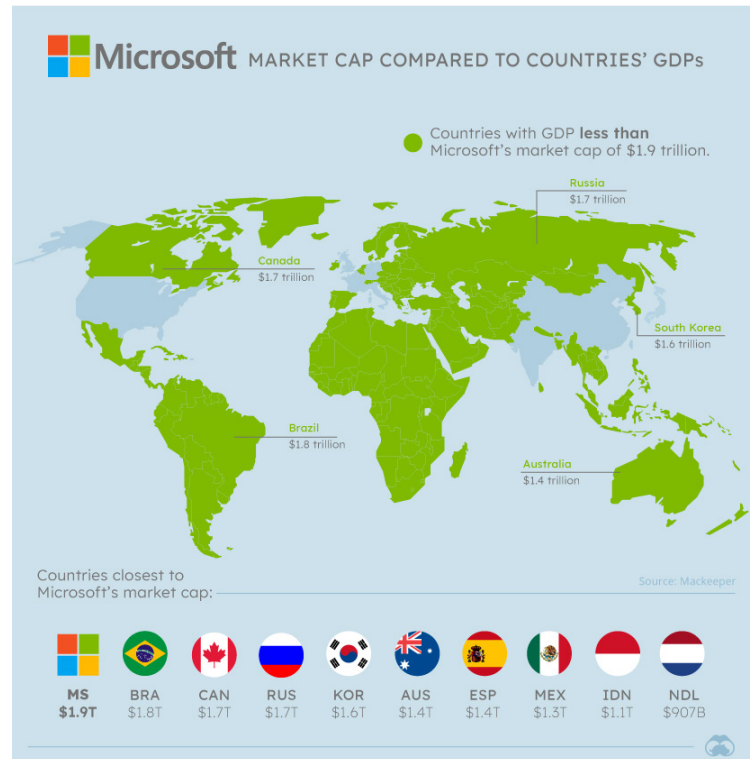 Microsoft MARKET CAP COMPARED TO COUNTRIES' GDPs
Countries with GDP less than
Microsoft's market cap of $1.9 trillion.
Russia
$1.7 trillion
Canada
$1.7 trillion
South Korea
$1.6 trillion
Brazil
$1.8 trillion
Australia
$1.4 trillion
Countries closest to
Microsoft's market cap:
Source: Mackeeper
MS BRA CAN RUS KOR AUS ESP MEX IDN NDL
$1.9T $1.8T $1.7T $1.7T $1.6T $1.4T $1.4T $1.3T $1.1T $907B